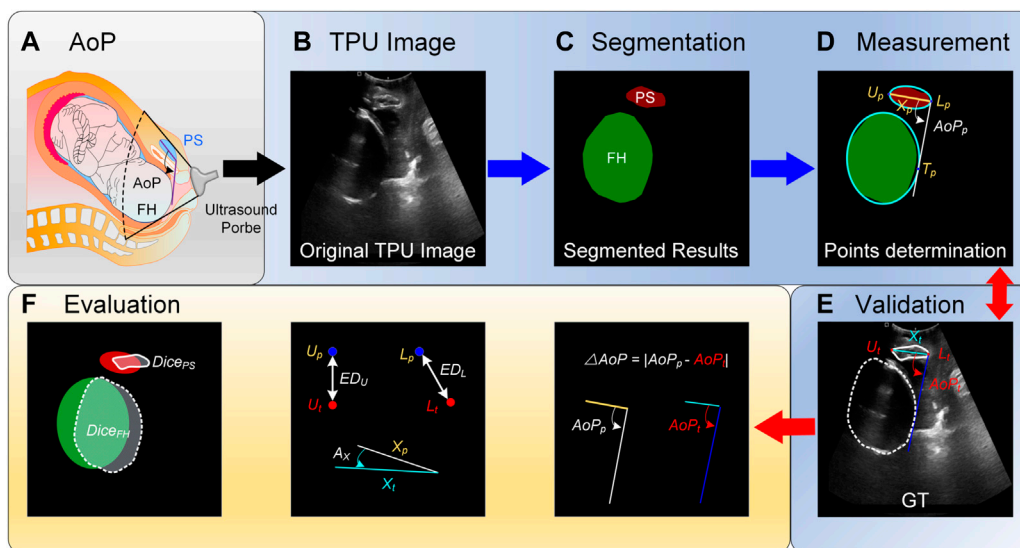 A AoP
PS
AoP
FH
Ultrasound
Porbe
B TPU Image
Original TPU Image
C Segmentation
PS
FH
Segmented Results
D Measurement
Up Lp
Xp
AoPp
Tp
Points determination
E Validation
Xt
Ut Lt
AoPt
GT
F Evaluation
DicePS
DiceFH
Up Lp
EDU EDL
Ut Lt
AX Xp
Xt
△AoP = |AoPp - AoPt|
AoPp AoPt